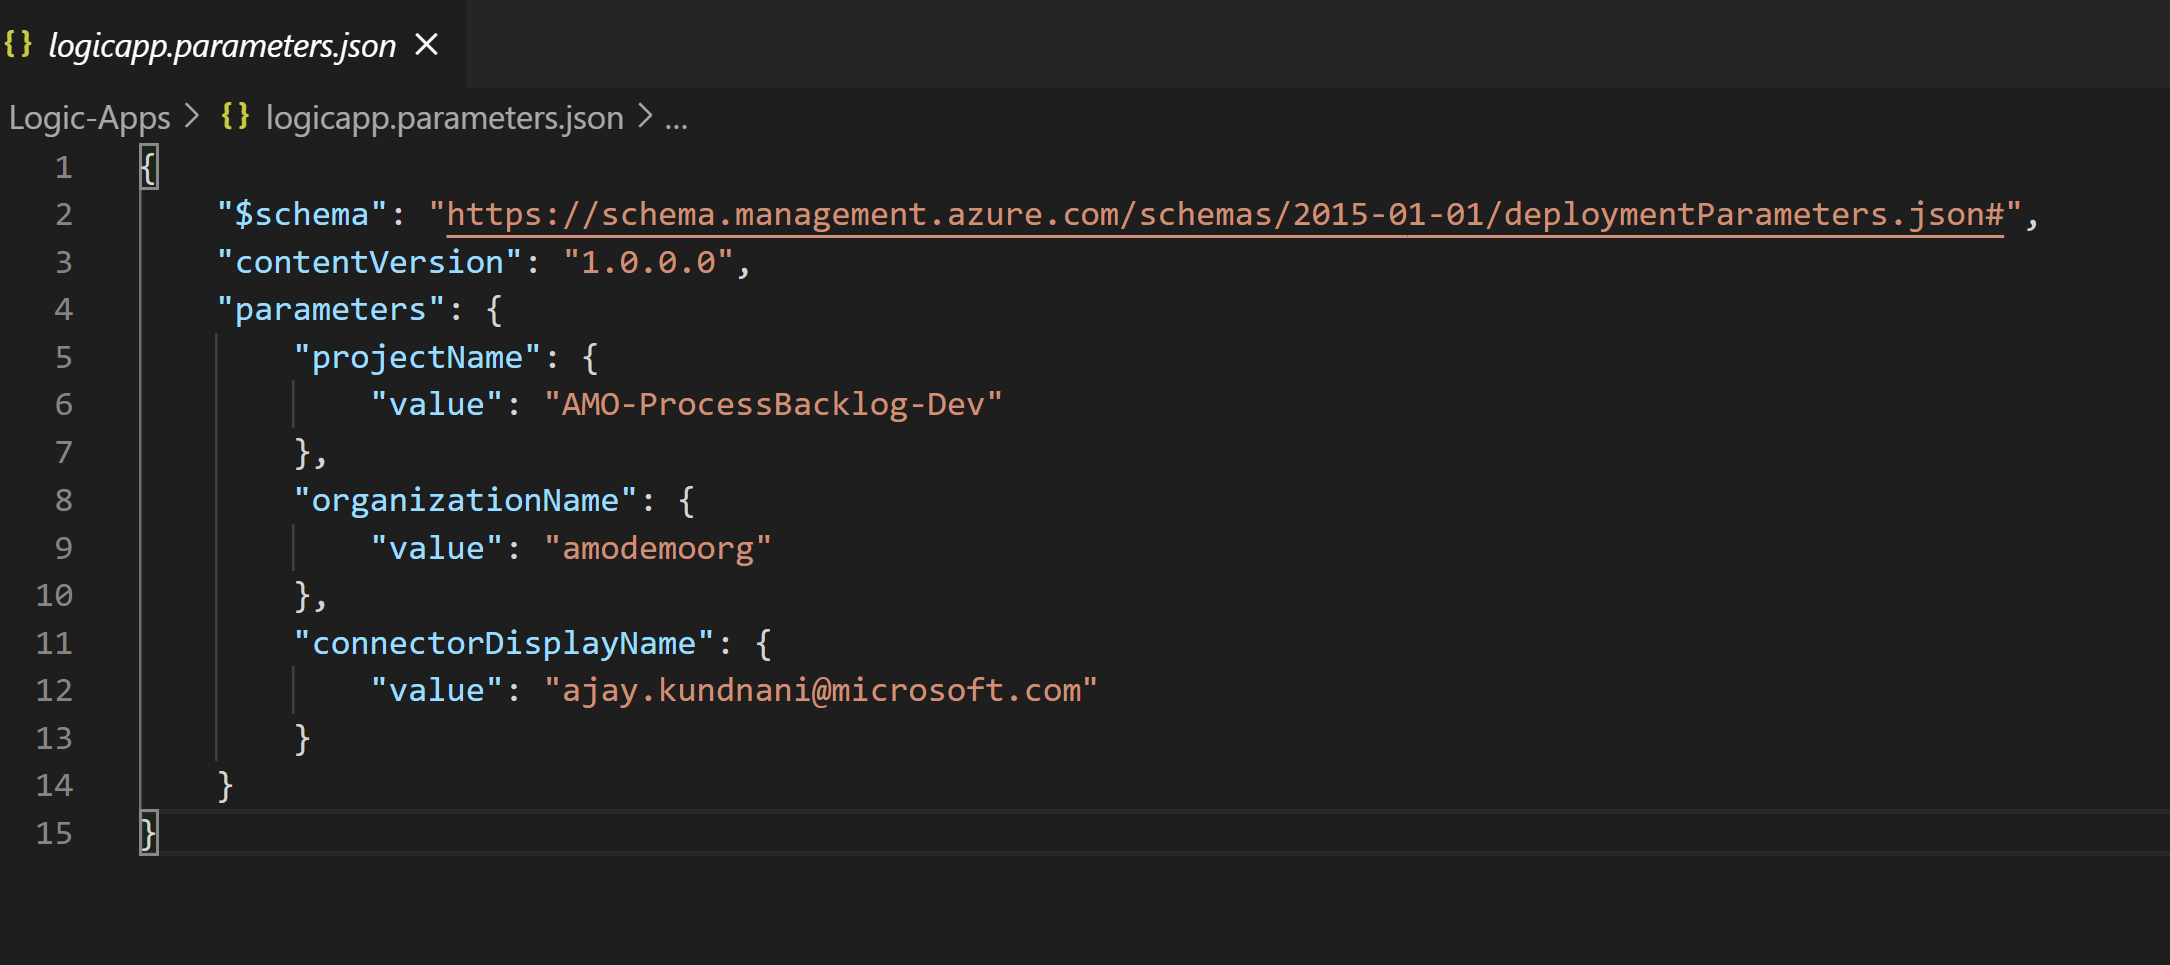 {} logicapp.parameters.json ×
Logic-Apps > {} logicapp.parameters.json > ...
1 {
2     "$schema": "https://schema.management.azure.com/schemas/2015-01-01/deploymentParameters.json#",
3     "contentVersion": "1.0.0.0",
4     "parameters": {
5         "projectName": {
6             "value": "AMO-ProcessBacklog-Dev"
7         },
8         "organizationName": {
9             "value": "amodemoorg"
10         },
11         "connectorDisplayName": {
12             "value": "ajay.kundnani@microsoft.com"
13         }
14     }
15 }